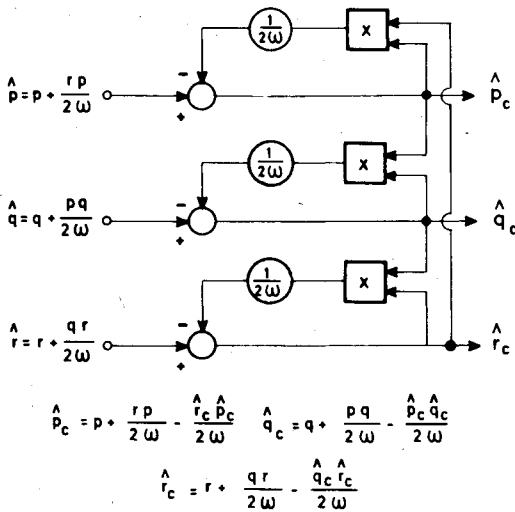 1/2ω X
p̂ = p + rp/2ω − + p̂c
1/2ω X
q̂ = q + pq/2ω − + q̂c
1/2ω X
r̂ = r + qr/2ω − + r̂c
p̂c = p + rp/2ω - r̂c p̂c/2ω q̂c = q + pq/2ω - p̂c q̂c/2ω
r̂c = r + qr/2ω - q̂c r̂c/2ω